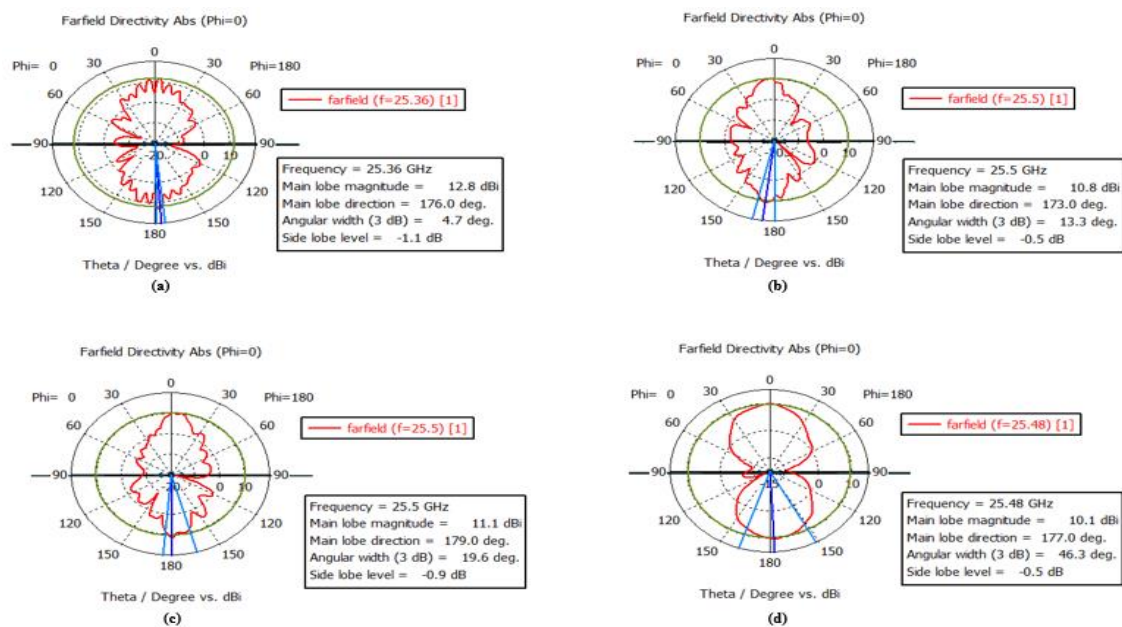 Farfield Directivity Abs (Phi=0)
0
Phi= 0
30
30
Phi=180
60
60
-90
90
-20
0
10
120
120
150
150
180
Theta / Degree vs. dBi
farfield (f=25.36) [1]
Frequency = 25.36 GHz
Main lobe magnitude = 12.8 dBi
Main lobe direction = 176.0 deg.
Angular width (3 dB) = 4.7 deg.
Side lobe level = -1.1 dB
(a)
Farfield Directivity Abs (Phi=0)
0
Phi= 0
30
30
Phi=180
60
60
-90
90
0
10
120
120
150
150
180
Theta / Degree vs. dBi
farfield (f=25.5) [1]
Frequency = 25.5 GHz
Main lobe magnitude = 10.8 dBi
Main lobe direction = 173.0 deg.
Angular width (3 dB) = 13.3 deg.
Side lobe level = -0.5 dB
(b)
Farfield Directivity Abs (Phi=0)
0
Phi= 0
30
30
Phi=180
60
60
-90
90
0
10
120
120
150
150
180
Theta / Degree vs. dBi
farfield (f=25.5) [1]
Frequency = 25.5 GHz
Main lobe magnitude = 11.1 dBi
Main lobe direction = 179.0 deg.
Angular width (3 dB) = 19.6 deg.
Side lobe level = -0.9 dB
(c)
Farfield Directivity Abs (Phi=0)
0
Phi= 0
30
30
Phi=180
60
60
-90
90
120
120
150
150
180
Theta / Degree vs. dBi
farfield (f=25.48) [1]
Frequency = 25.48 GHz
Main lobe magnitude = 10.1 dBi
Main lobe direction = 177.0 deg.
Angular width (3 dB) = 46.3 deg.
Side lobe level = -0.5 dB
(d)